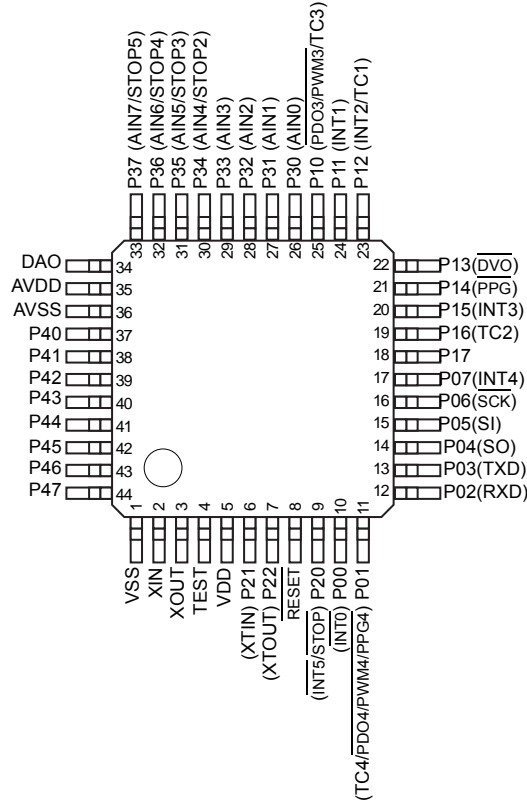 P37 (AIN7/STOP5)
P36 (AIN6/STOP4)
P35 (AIN5/STOP3)
P34 (AIN4/STOP2)
P33 (AIN3)
P32 (AIN2)
P31 (AIN1)
P30 (AIN0)
P10 (PDO3/PWM3/TC3)
P11 (INT1)
P12 (INT2/TC1)
33
32
31
30
29
28
27
26
25
24
23
DAO 34
AVDD 35
AVSS 36
P40 37
P41 38
P42 39
P43 40
P44 41
P45 42
P46 43
P47 44
22 P13(DVO)
21 P14(PPG)
20 P15(INT3)
19 P16(TC2)
18 P17
17 P07(INT4)
16 P06(SCK)
15 P05(SI)
14 P04(SO)
13 P03(TXD)
12 P02(RXD)
1
2
3
4
5
6
7
8
9
10
11
VSS
XIN
XOUT
TEST
VDD
(XTIN) P21
(XTOUT) P22
RESET
(INT5/STOP) P20
(INT0) P00
(TC4/PDO4/PWM4/PPG4) P01